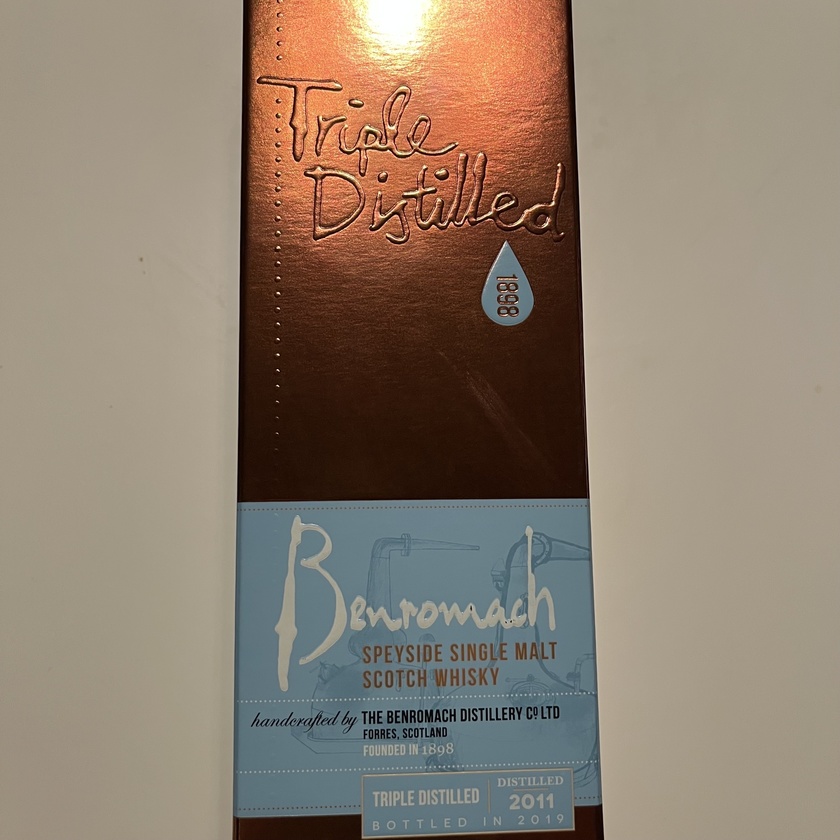 Triple
Distilled
1898
Benromach
SPEYSIDE SINGLE MALT
SCOTCH WHISKY
handcrafted by THE BENROMACH DISTILLERY Cº LTD
FORRES, SCOTLAND
FOUNDED IN 1898
TRIPLE DISTILLED
DISTILLED
2011
BOTTLED IN 2019